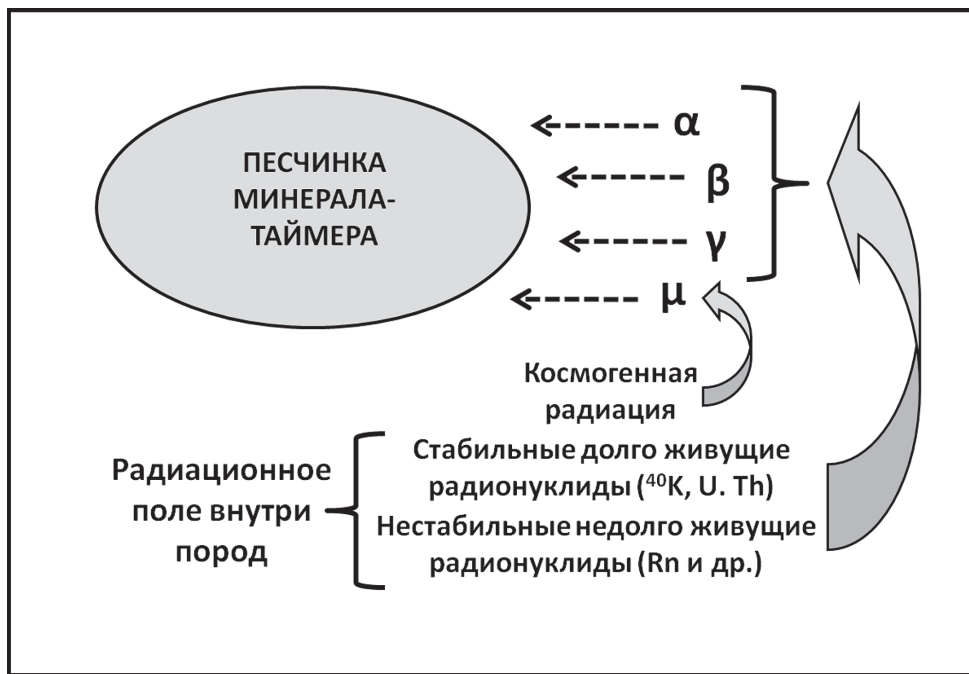 ПЕСЧИНКА
МИНЕРАЛА-
ТАЙМЕРА
α
β
γ
μ
Космогенная
радиация
Радиационное
поле внутри
пород
Стабильные долго живущие
радионуклиды (⁴⁰K, U. Th)
Нестабильные недолго живущие
радионуклиды (Rn и др.)